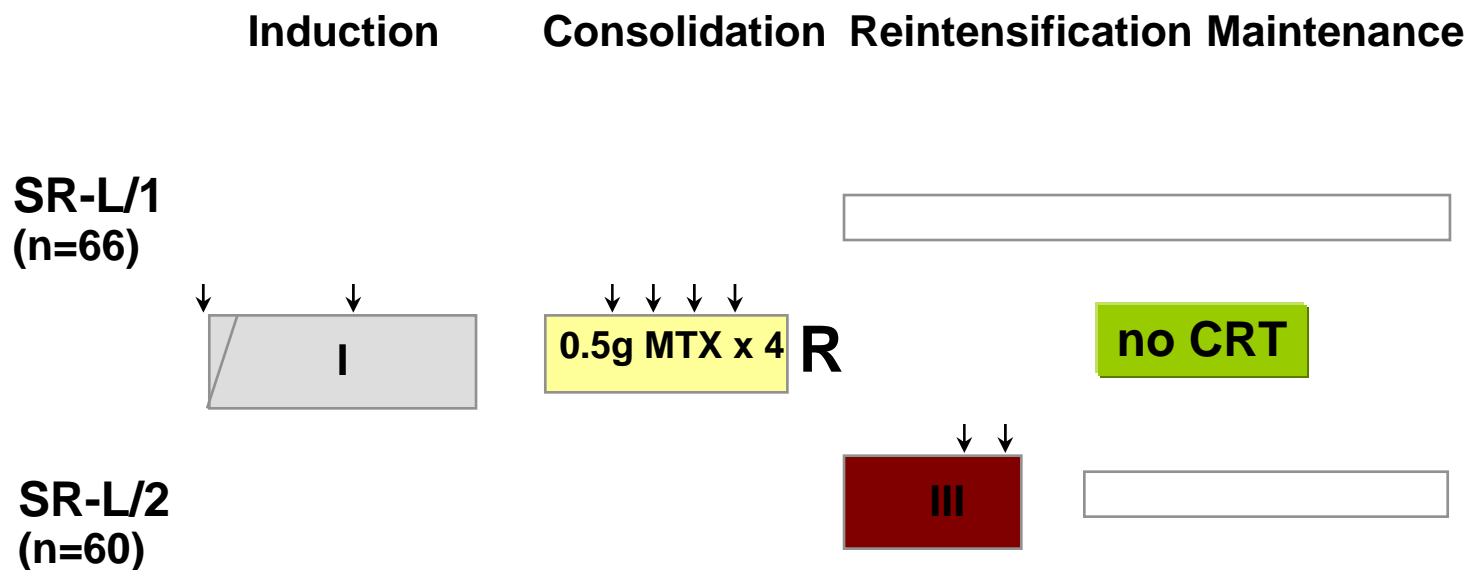 Induction Consolidation Reintensification Maintenance
SR-L/1
(n=66)
I
0.5g MTX x 4
R
no CRT
III
SR-L/2
(n=60)